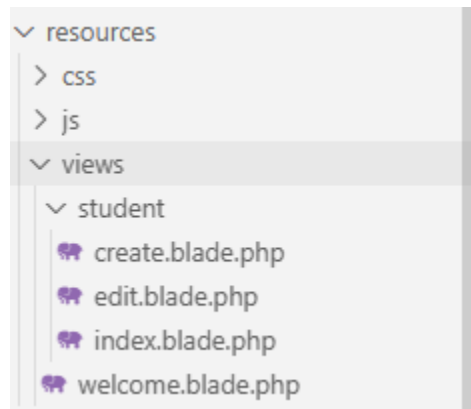 resources
css
js
views
student
create.blade.php
edit.blade.php
index.blade.php
welcome.blade.php